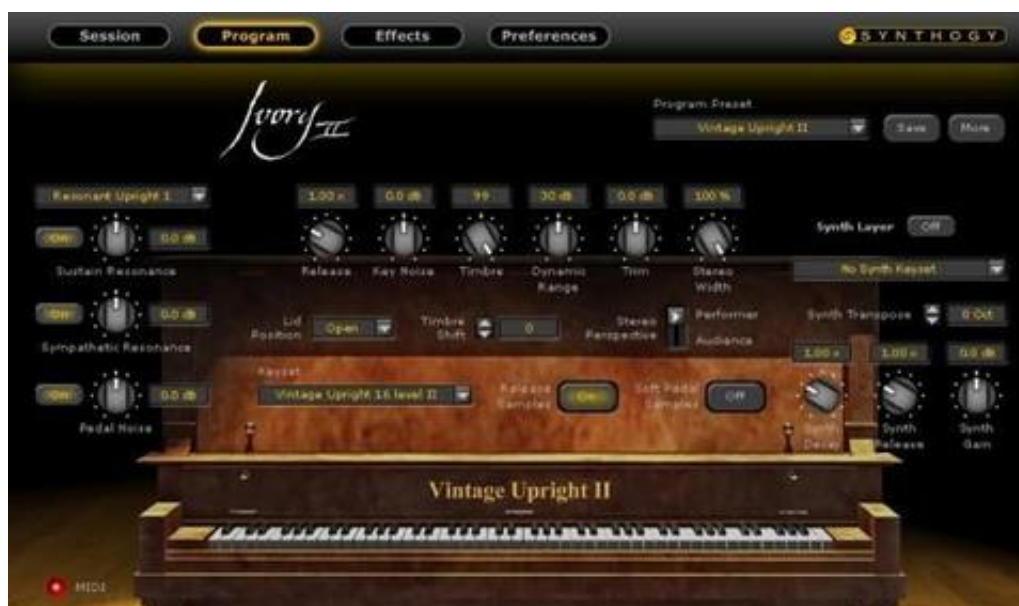 Session Program Effects Preferences SYNTHOGY
Ivory II
Program Preset
Vintage Upright II Save More
Resonant Upright 1 1.00 x 0.0 db 99 30 db 0.0 db 100 %
Synth Layer Off
On 0.0 db
Release Key Noise Timbre Dynamic Range Trim Stereo Width
Sustain Resonance
No Synth Keyset
On 0.0 db
Lid Position Open Timbre Shift 0 Stereo Perspective Performer Audience
Synth Transpose 0 Oct
Sympathetic Resonance
1.00 x 1.00 x 0.0 db
Keyset
On 0.0 db
Vintage Upright 16 level II Release Samples On Soft Pedal Samples Off
Pedal Noise
Synth Decay Synth Release Synth Gain
Vintage Upright II
MIDI